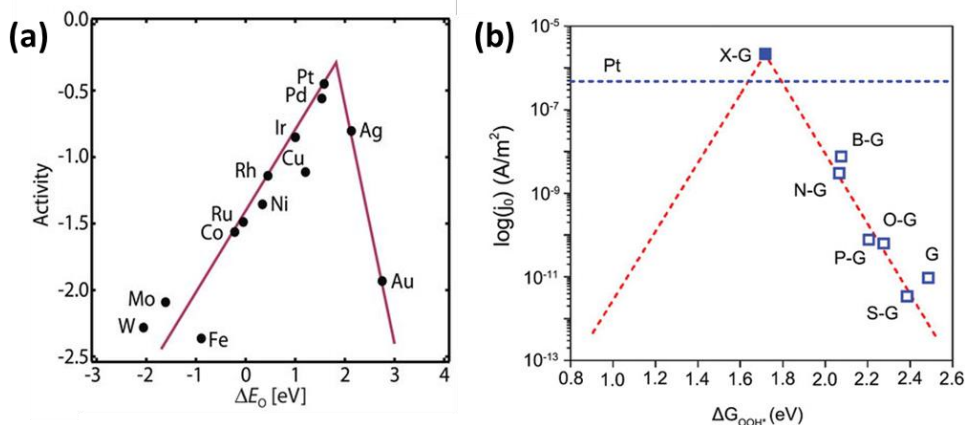 (a)
0.0
-0.5
-1.0
-1.5
-2.0
-2.5
Activity
Pt
Pd
Ag
Ir
Cu
Rh
Ni
Ru
Co
Au
Mo
W
Fe
-3 -2 -1 0 1 2 3 4
ΔE_O [eV]
(b)
10^-5
10^-7
10^-9
10^-11
10^-13
log(j₀) (A/m²)
X-G
Pt
B-G
N-G
O-G
P-G
G
S-G
0.8 1.0 1.2 1.4 1.6 1.8 2.0 2.2 2.4 2.6
ΔG_OOH* (eV)